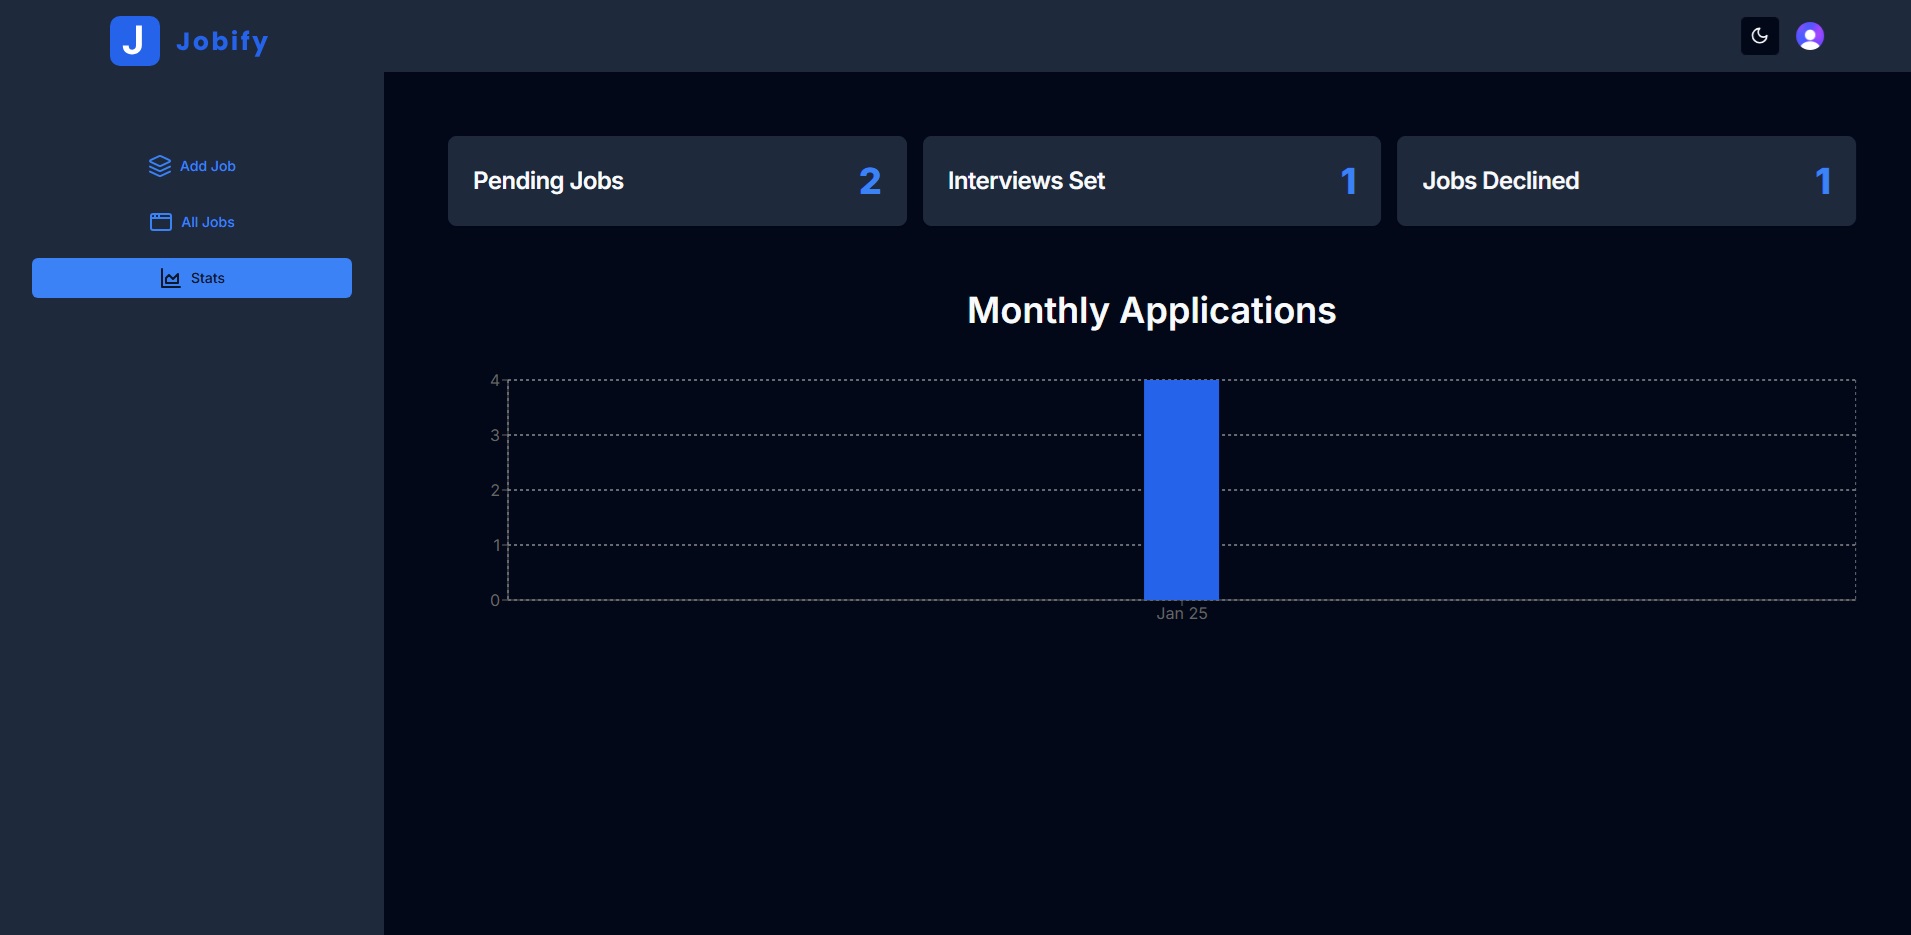 J Jobify
Add Job
All Jobs
Stats
Pending Jobs 2
Interviews Set 1
Jobs Declined 1
Monthly Applications
4
3
2
1
0
Jan 25